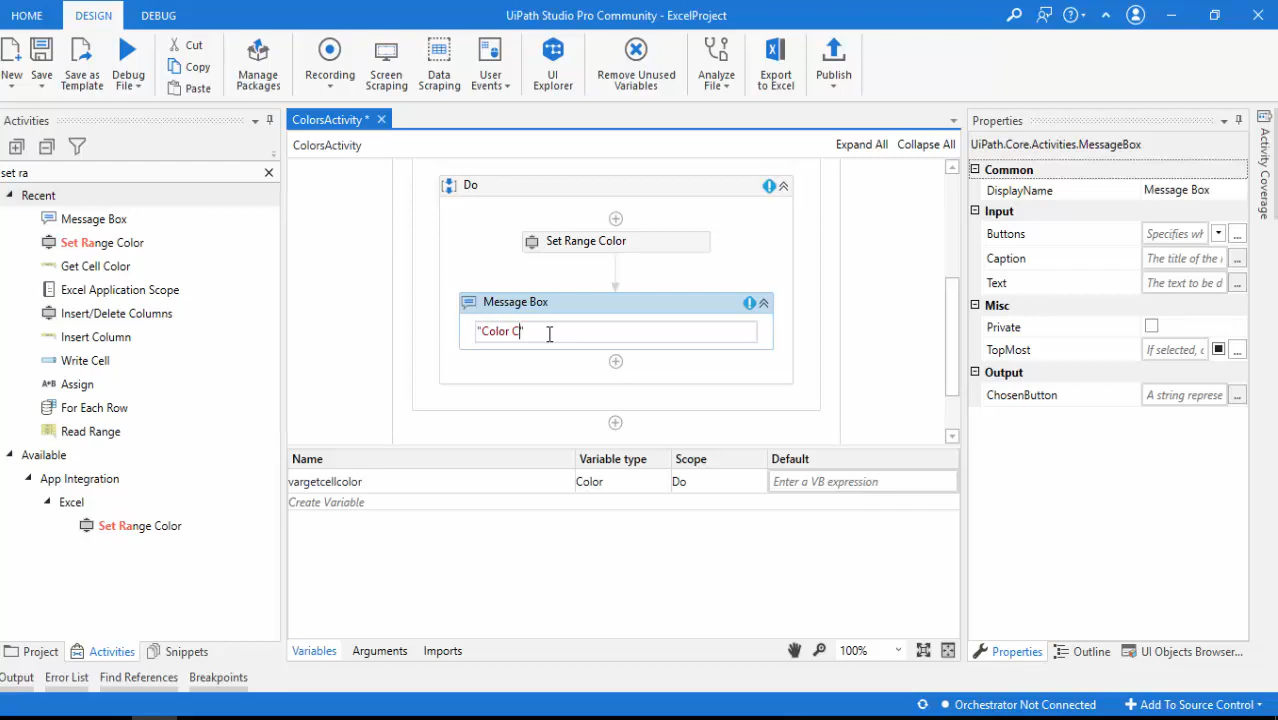 HOME
DESIGN
DEBUG
UiPath Studio Pro Community - ExcelProject
New
Save
Save as
Template
Debug
File
Cut
Copy
Paste
Manage
Packages
Recording
Screen
Scraping
Data
Scraping
User
Events
UI
Explorer
Remove Unused
Variables
Analyze
File
Export
to Excel
Publish
Activities
set ra
Recent
Message Box
Set Range Color
Get Cell Color
Excel Application Scope
Insert/Delete Columns
Insert Column
Write Cell
A*B Assign
For Each Row
Read Range
Available
App Integration
Excel
Set Range Color
Project
Activities
Snippets
ColorsActivity *
ColorsActivity
Expand All
Collapse All
Do
Set Range Color
Message Box
"Color C"
Name
Variable type
Scope
Default
vargetcellcolor
Color
Do
Enter a VB expression
Create Variable
Variables
Arguments
Imports
100%
Properties
UiPath.Core.Activities.MessageBox
Common
DisplayName
Message Box
Input
Buttons
Specifies wh
...
Caption
The title of the
...
Text
The text to be d
...
Misc
Private
TopMost
If selected,
...
Output
ChosenButton
A string represe
...
Activity Coverage
Properties
Outline
UI Objects Browser...
Output
Error List
Find References
Breakpoints
Orchestrator Not Connected
Add To Source Control